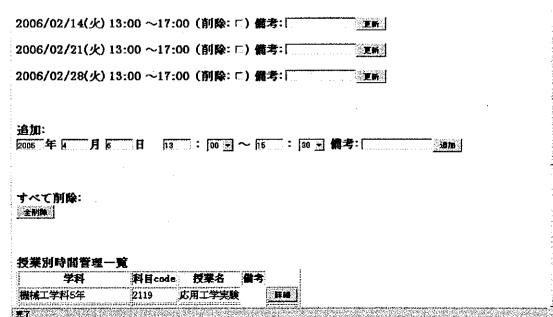 2006/02/14(火) 13:00 ~17:00 (削除: □) 備考: 更新
2006/02/21(火) 13:00 ~17:00 (削除: □) 備考: 更新
2006/02/28(火) 13:00 ~17:00 (削除: □) 備考: 更新
追加:
2006 年 4 月 6 日 13 : 00 ~ 15 : 30 備考: 追加
すべて削除:
全削除
授業別時間管理一覧
学科 科目code 授業名 備考
機械工学科5年 2119 応用工学実験 詳細
完了